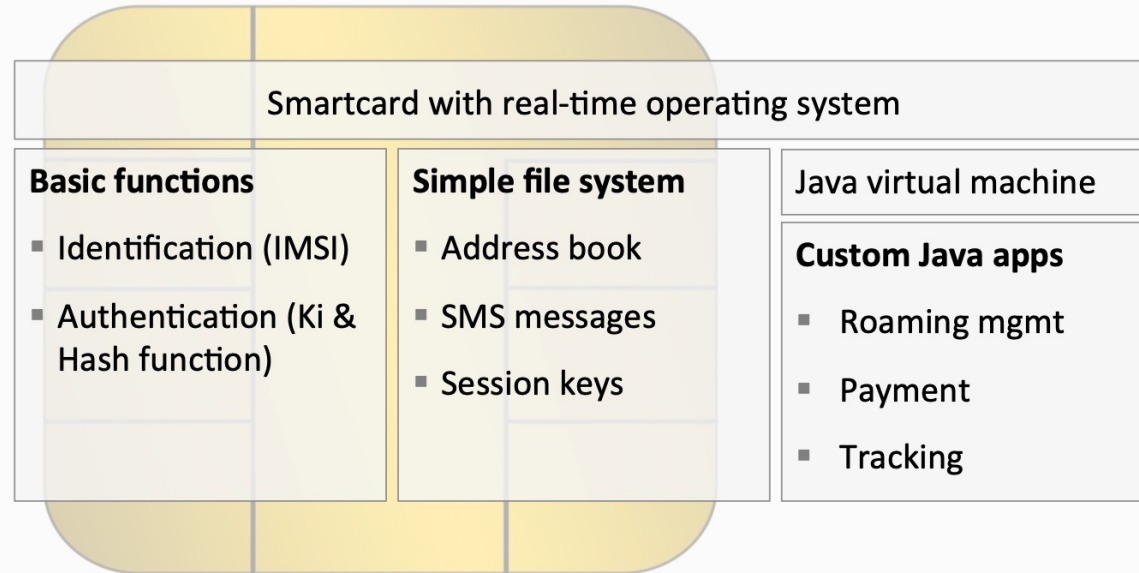 Smartcard with real-time operating system
Basic functions
▪ Identification (IMSI)
▪ Authentication (Ki &
Hash function)
Simple file system
▪ Address book
▪ SMS messages
▪ Session keys
Java virtual machine
Custom Java apps
▪ Roaming mgmt
▪ Payment
▪ Tracking